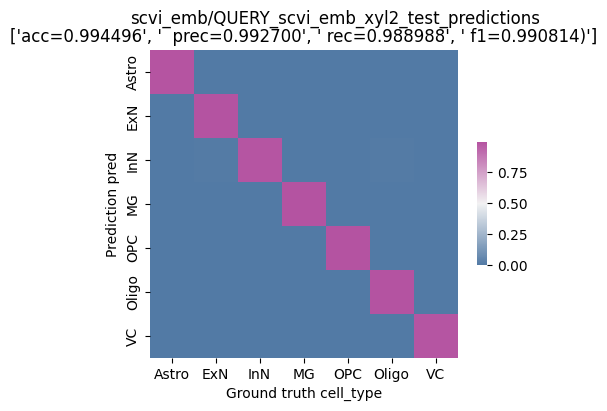 scvi_emb/QUERY_scvi_emb_xyl2_test_predictions
['acc=0.994496', '  prec=0.992700', ' rec=0.988988', ' f1=0.990814)']
Astro
ExN
InN
MG
OPC
Oligo
VC
Prediction pred
Astro ExN InN MG OPC Oligo VC
Ground truth cell_type
0.75
0.50
0.25
0.00